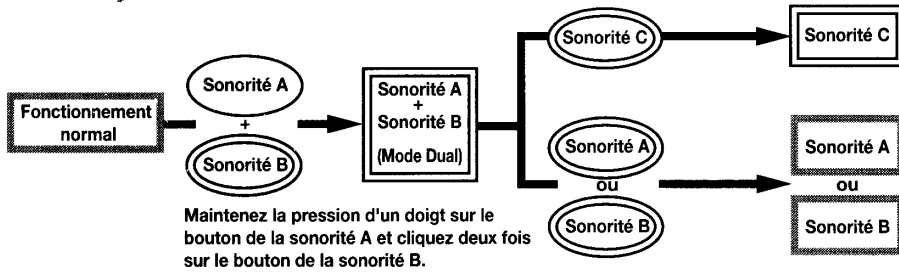 Fonctionnement
normal
Sonorité A
+
Sonorité B
Maintenez la pression d'un doigt sur le
bouton de la sonorité A et cliquez deux fois
sur le bouton de la sonorité B.
Sonorité A
+
Sonorité B
(Mode Dual)
Sonorité C
Sonorité C
Sonorité A
ou
Sonorité B
Sonorité A
ou
Sonorité B